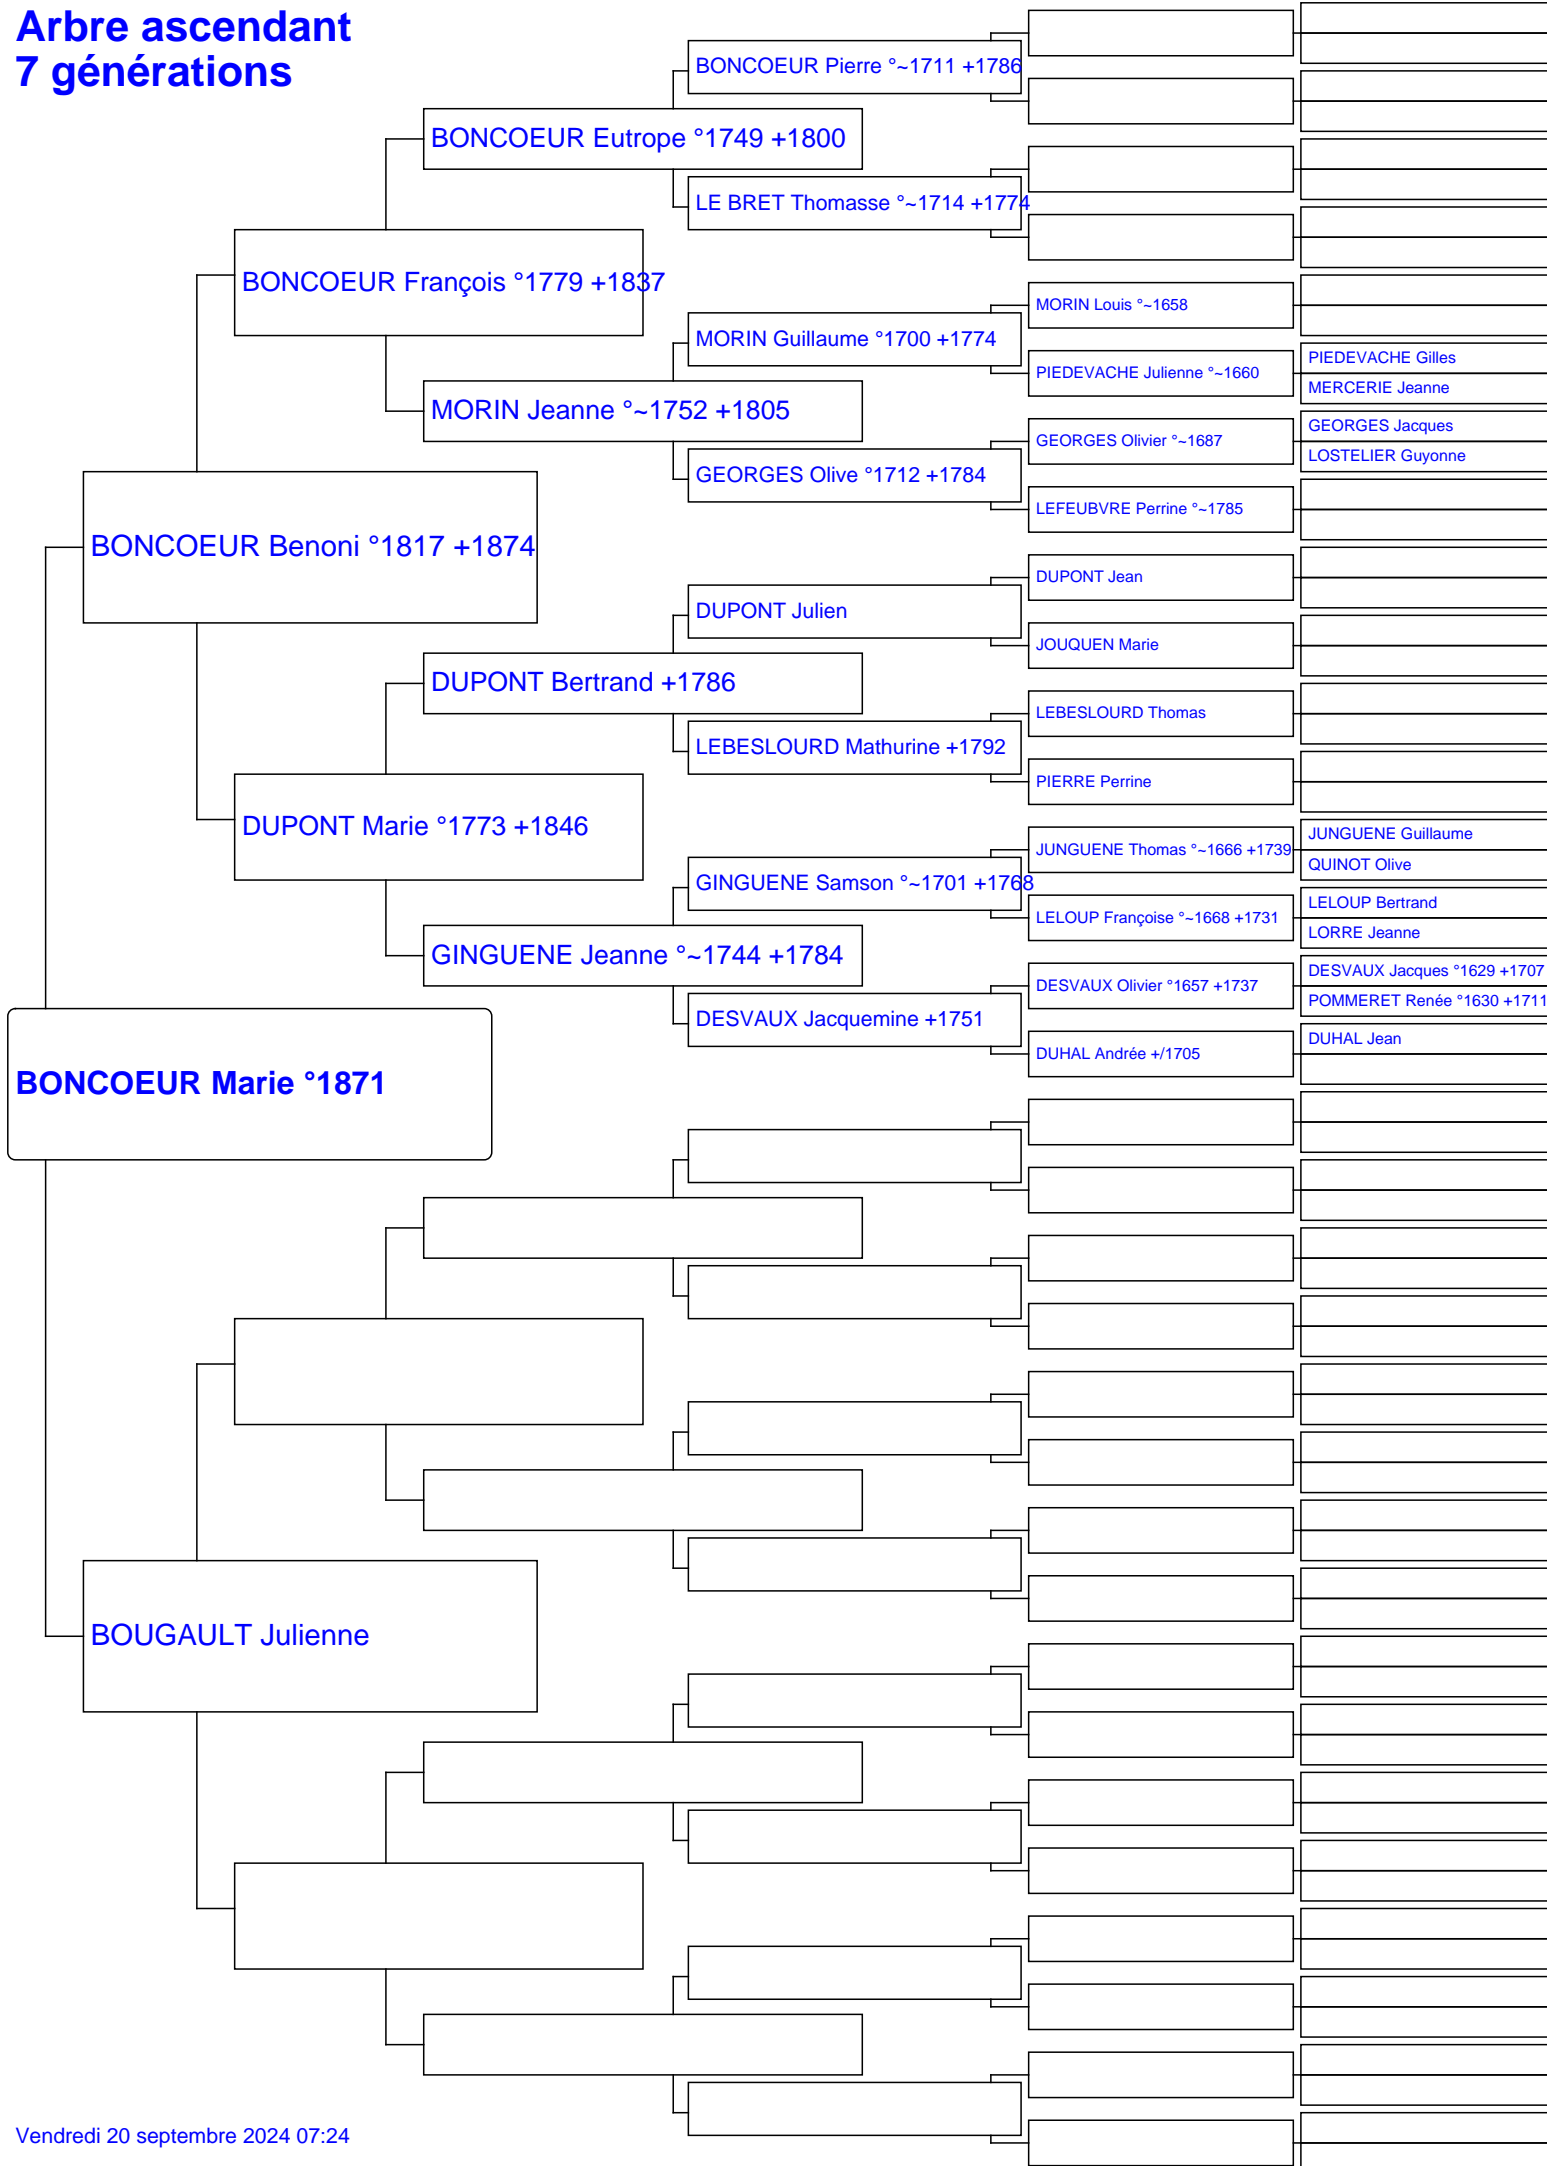 Arbre ascendant
7 générations
BONCOEUR Pierre °~1711 +1786
BONCOEUR Eutrope °1749 +1800
LE BRET Thomasse °~1714 +1774
BONCOEUR François °1779 +1837
MORIN Louis °~1658
MORIN Guillaume °1700 +1774
PIEDEVACHE Gilles
PIEDEVACHE Julienne °~1660
MERCERIE Jeanne
MORIN Jeanne °~1752 +1805
GEORGES Jacques
GEORGES Olivier °~1687
LOSTELIER Guyonne
GEORGES Olive °1712 +1784
LEFEUBVRE Perrine °~1785
BONCOEUR Benoni °1817 +1874
DUPONT Jean
DUPONT Julien
JOUQUEN Marie
DUPONT Bertrand +1786
LEBESLOURD Thomas
LEBESLOURD Mathurine +1792
PIERRE Perrine
DUPONT Marie °1773 +1846
JUNGUENE Guillaume
JUNGUENE Thomas °~1666 +1739
QUINOT Olive
GINGUENE Samson °~1701 +1768
LELOUP Bertrand
LELOUP Françoise °~1668 +1731
LORRE Jeanne
GINGUENE Jeanne °~1744 +1784
DESVAUX Jacques °1629 +1707
DESVAUX Olivier °1657 +1737
POMMERET Renée °1630 +1711
DESVAUX Jacquemine +1751
DUHAL Jean
DUHAL Andrée +/1705
BONCOEUR Marie °1871
BOUGAULT Julienne
Vendredi 20 septembre 2024 07:24